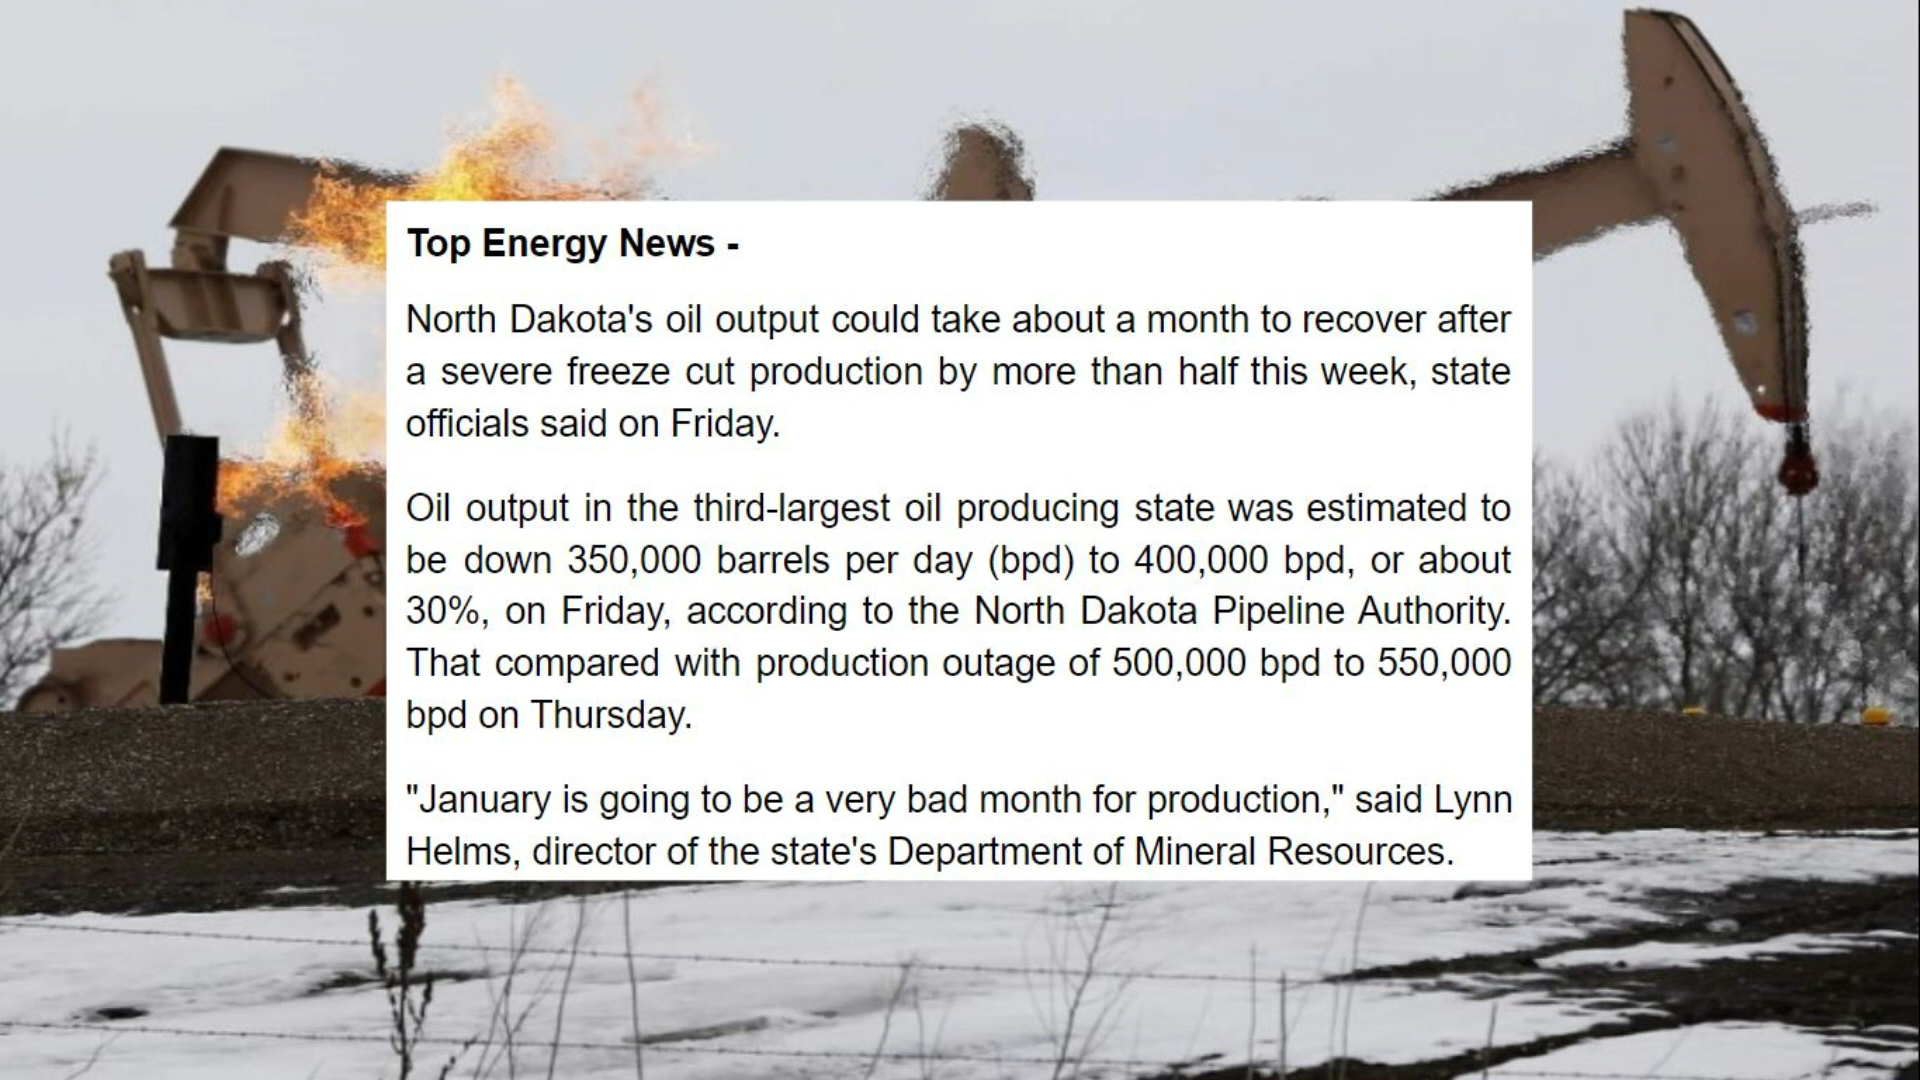 Top Energy News -
North Dakota's oil output could take about a month to recover after
a severe freeze cut production by more than half this week, state
officials said on Friday.
Oil output in the third-largest oil producing state was estimated to
be down 350,000 barrels per day (bpd) to 400,000 bpd, or about
30%, on Friday, according to the North Dakota Pipeline Authority.
That compared with production outage of 500,000 bpd to 550,000
bpd on Thursday.
"January is going to be a very bad month for production," said Lynn
Helms, director of the state's Department of Mineral Resources.